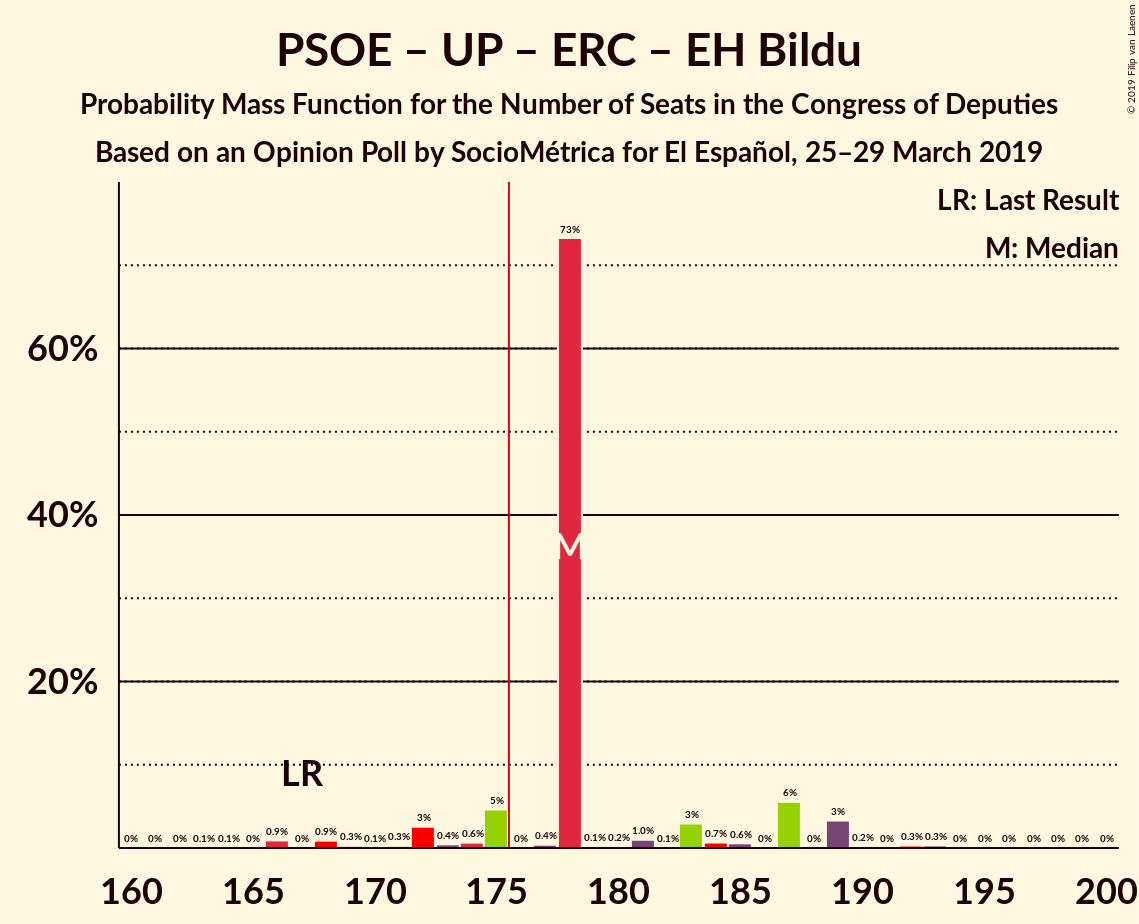 PSOE – UP – ERC – EH Bildu
Probability Mass Function for the Number of Seats in the Congress of Deputies
Based on an Opinion Poll by SocioMétrica for El Español, 25–29 March 2019
© 2019 Filip van Laenen
LR: Last Result
M: Median
60%
40%
20%
LR
M
0% 0% 0% 0.1% 0.1% 0% 0.9% 0% 0.9% 0.3% 0.1% 0.3% 3% 0.4% 0.6% 5% 0% 0.4% 73% 0.1% 0.2% 1.0% 0.1% 3% 0.7% 0.6% 0% 6% 0% 3% 0.2% 0% 0.3% 0.3% 0% 0% 0% 0% 0% 0% 0%
160 165 170 175 180 185 190 195 200